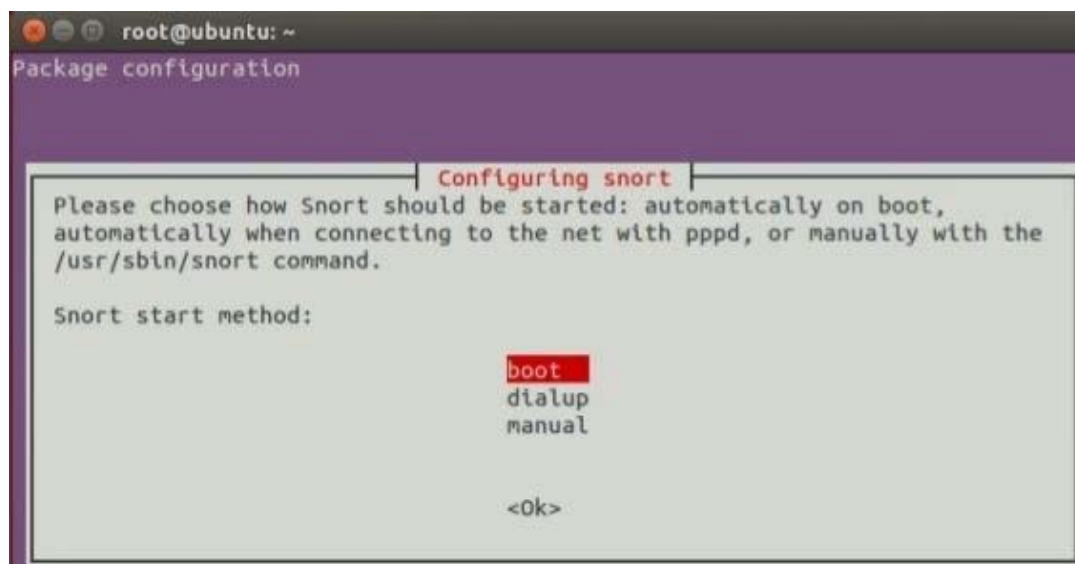 root@ubuntu: ~
Package configuration
Configuring snort
Please choose how Snort should be started: automatically on boot,
automatically when connecting to the net with pppd, or manually with the
/usr/sbin/snort command.
Snort start method:
boot
dialup
manual
<Ok>